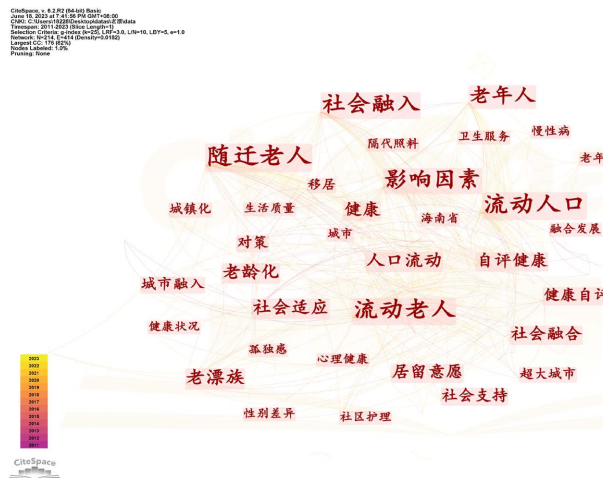 CiteSpace, v. 6.2.R2 (64-bit) Basic
June 18, 2023 at 7:41:56 PM GMT+08:00
Timespan: 2011-2023 (Slice Length=1)
Selection Criteria: g-index (k=25), LRF=3.0, L/N=10, LBY=5, e=1.0
Network: N=214, E=414 (Density=0.0182)
Largest CC: 176 (82%)
Nodes Labeled: 1.0%
Pruning: None
社会融入
老年人
隔代照料
卫生服务
慢性病
随迁老人
老年
影响因素
移居
流动人口
城镇化
生活质量
健康
海南省
融合发展
城市
对策
人口流动
自评健康
老龄化
城市融入
健康自评
社会适应
流动老人
健康状况
社会融合
孤独感
心理健康
老漂族
居留意愿
超大城市
社会支持
性别差异
社区护理
2023
2022
2021
2020
2019
2018
2017
2016
2015
2014
2013
2012
2011
CiteSpace